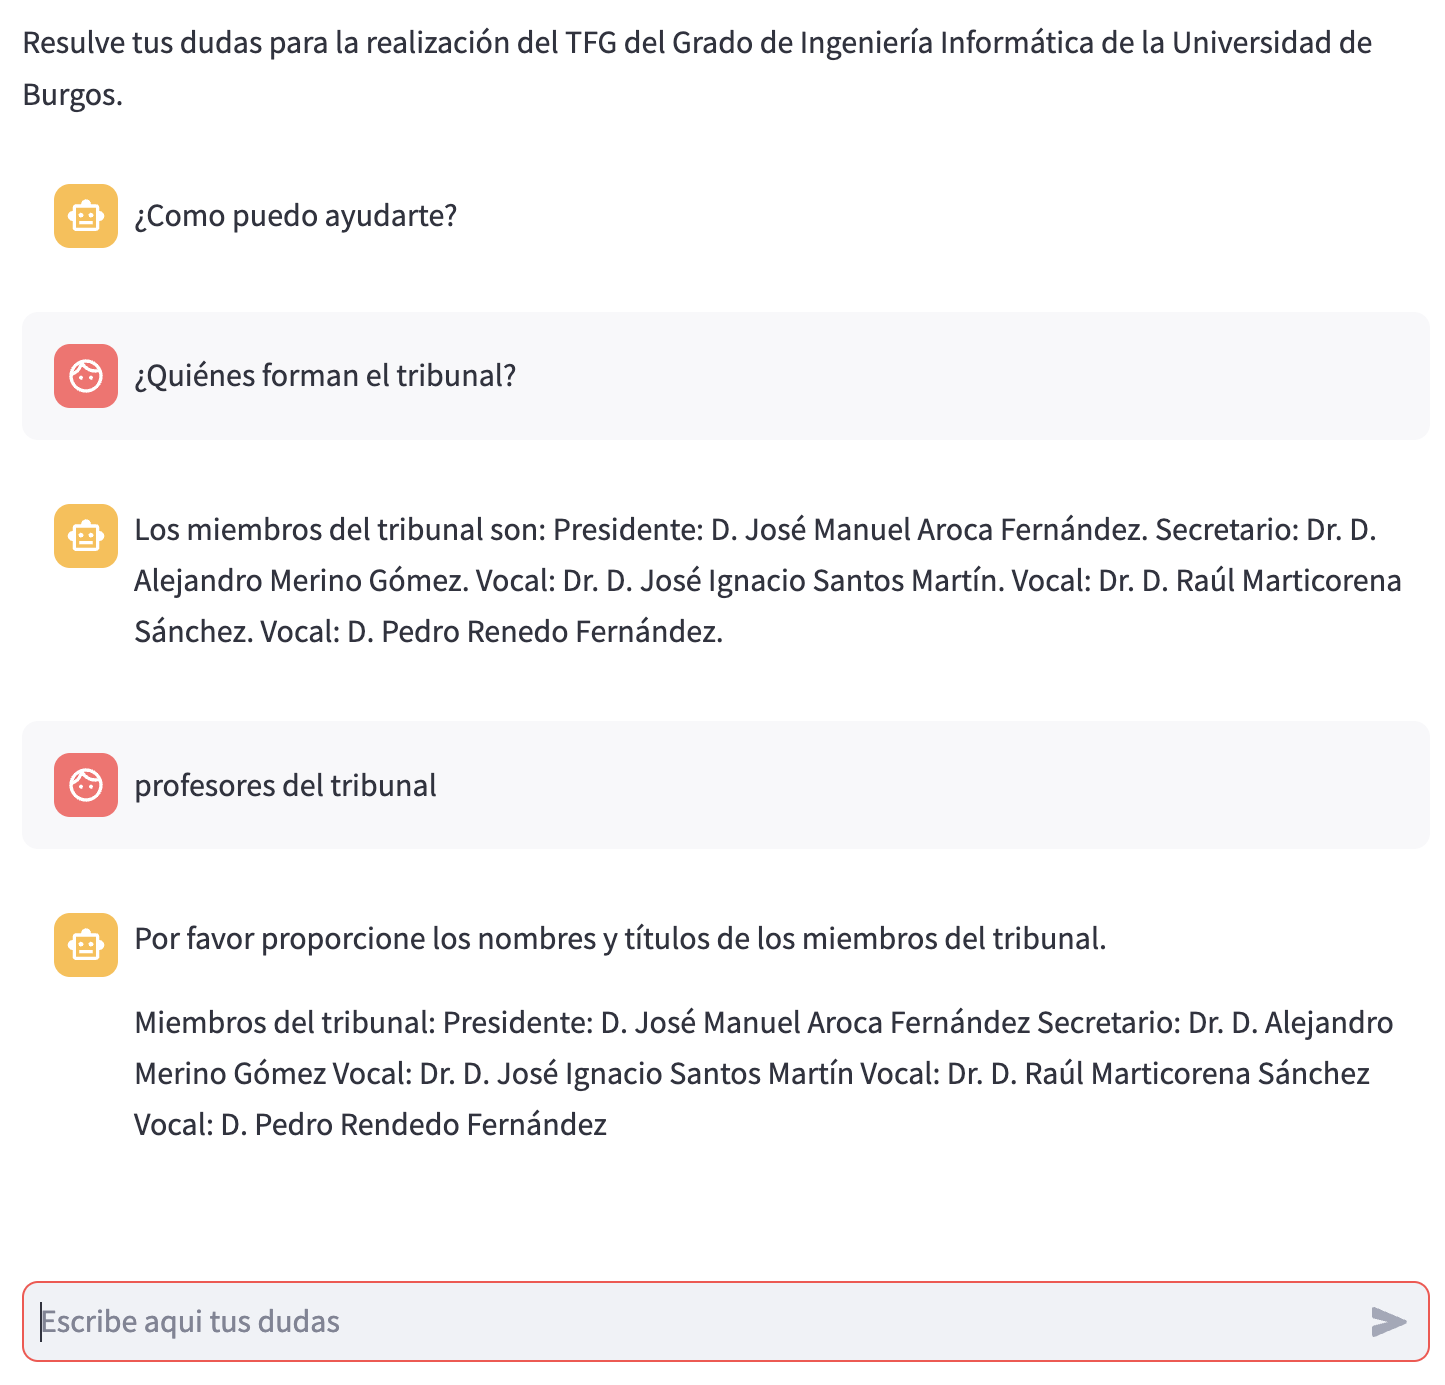 Resulve tus dudas para la realización del TFG del Grado de Ingeniería Informática de la Universidad de
Burgos.
¿Como puedo ayudarte?
¿Quiénes forman el tribunal?
Los miembros del tribunal son: Presidente: D. José Manuel Aroca Fernández. Secretario: Dr. D.
Alejandro Merino Gómez. Vocal: Dr. D. José Ignacio Santos Martín. Vocal: Dr. D. Raúl Marticorena
Sánchez. Vocal: D. Pedro Renedo Fernández.
profesores del tribunal
Por favor proporcione los nombres y títulos de los miembros del tribunal.
Miembros del tribunal: Presidente: D. José Manuel Aroca Fernández Secretario: Dr. D. Alejandro
Merino Gómez Vocal: Dr. D. José Ignacio Santos Martín Vocal: Dr. D. Raúl Marticorena Sánchez
Vocal: D. Pedro Rendedo Fernández
Escribe aqui tus dudas